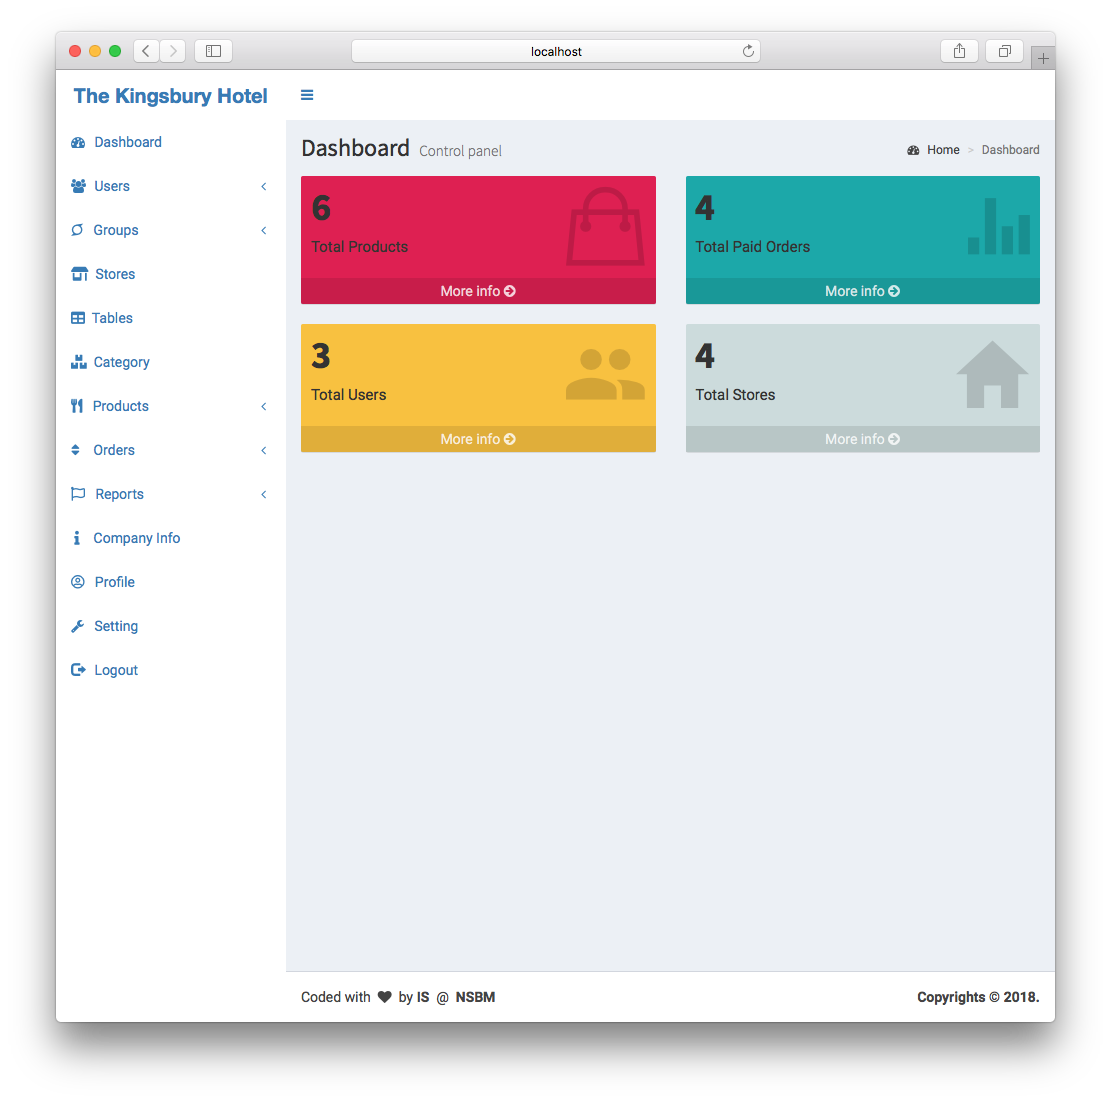 localhost
The Kingsbury Hotel
Dashboard
Users
Groups
Stores
Tables
Category
Products
Orders
Reports
Company Info
Profile
Setting
Logout
Dashboard Control panel
Home > Dashboard
6
Total Products
More info
4
Total Paid Orders
More info
3
Total Users
More info
4
Total Stores
More info
Coded with ♥ by IS @ NSBM
Copyrights © 2018.